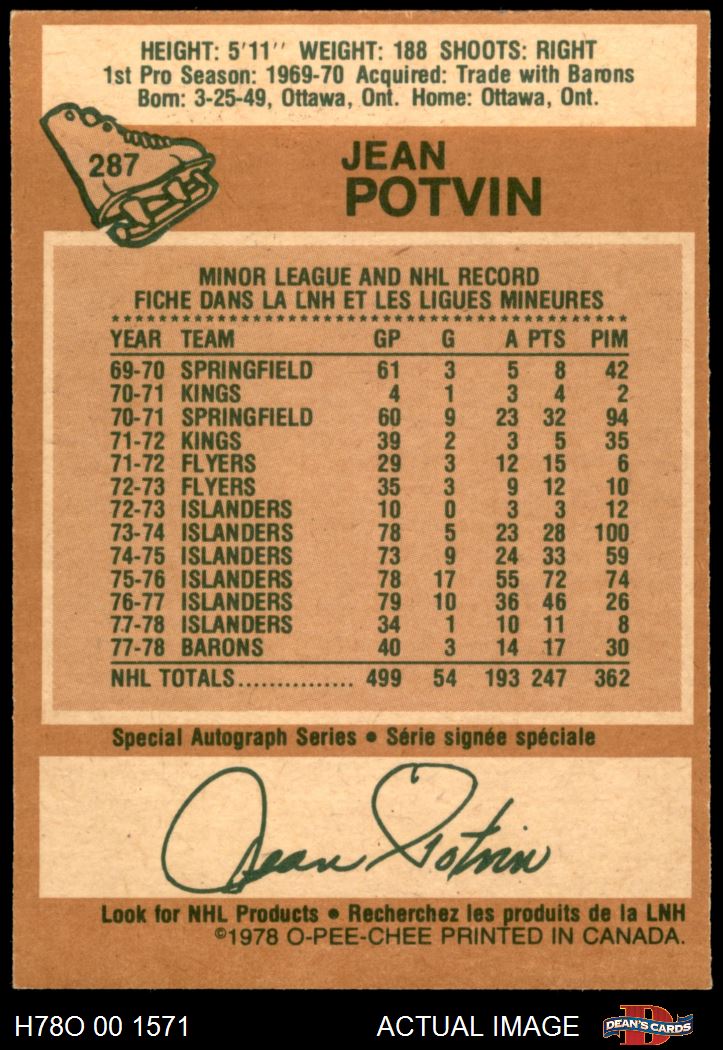 HEIGHT: 5'11'' WEIGHT: 188 SHOOTS: RIGHT
1st Pro Season: 1969-70 Acquired: Trade with Barons
Born: 3-25-49, Ottawa, Ont. Home: Ottawa, Ont.
287
JEAN
POTVIN
MINOR LEAGUE AND NHL RECORD
FICHE DANS LA LNH ET LES LIGUES MINEURES
YEAR TEAM GP G A PTS PIM
69-70 SPRINGFIELD 61 3 5 8 42
70-71 KINGS 4 1 3 4 2
70-71 SPRINGFIELD 60 9 23 32 94
71-72 KINGS 39 2 3 5 35
71-72 FLYERS 29 3 12 15 6
72-73 FLYERS 35 3 9 12 10
72-73 ISLANDERS 10 0 3 3 12
73-74 ISLANDERS 78 5 23 28 100
74-75 ISLANDERS 73 9 24 33 59
75-76 ISLANDERS 78 17 55 72 74
76-77 ISLANDERS 79 10 36 46 26
77-78 ISLANDERS 34 1 10 11 8
77-78 BARONS 40 3 14 17 30
NHL TOTALS............... 499 54 193 247 362
Special Autograph Series • Série signée spéciale
Jean Potvin
Look for NHL Products • Recherchez les produits de la LNH
©1978 O-PEE-CHEE PRINTED IN CANADA.
H78O 00 1571 ACTUAL IMAGE D DEAN'S CARDS